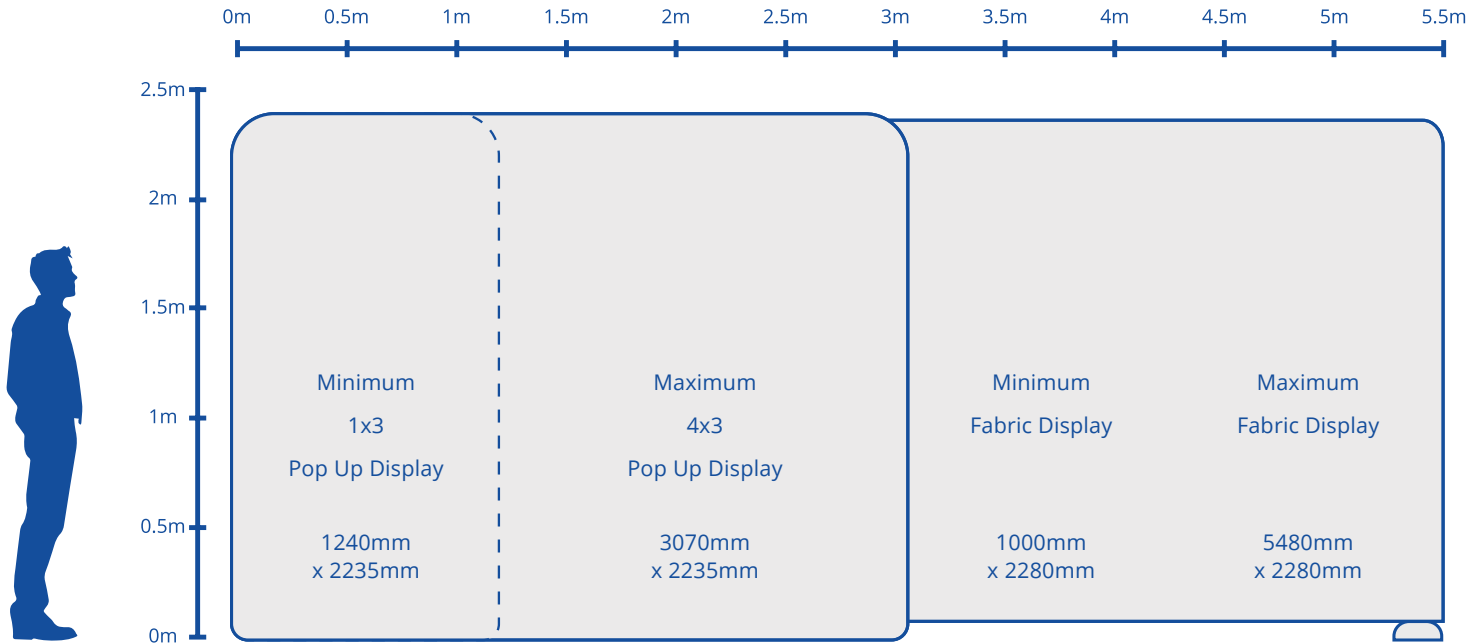 0m 0.5m 1m 1.5m 2m 2.5m 3m 3.5m 4m 4.5m 5m 5.5m
2.5m
2m
1.5m
1m
0.5m
0m
Minimum
1x3
Pop Up Display
1240mm
x 2235mm
Maximum
4x3
Pop Up Display
3070mm
x 2235mm
Minimum
Fabric Display
1000mm
x 2280mm
Maximum
Fabric Display
5480mm
x 2280mm